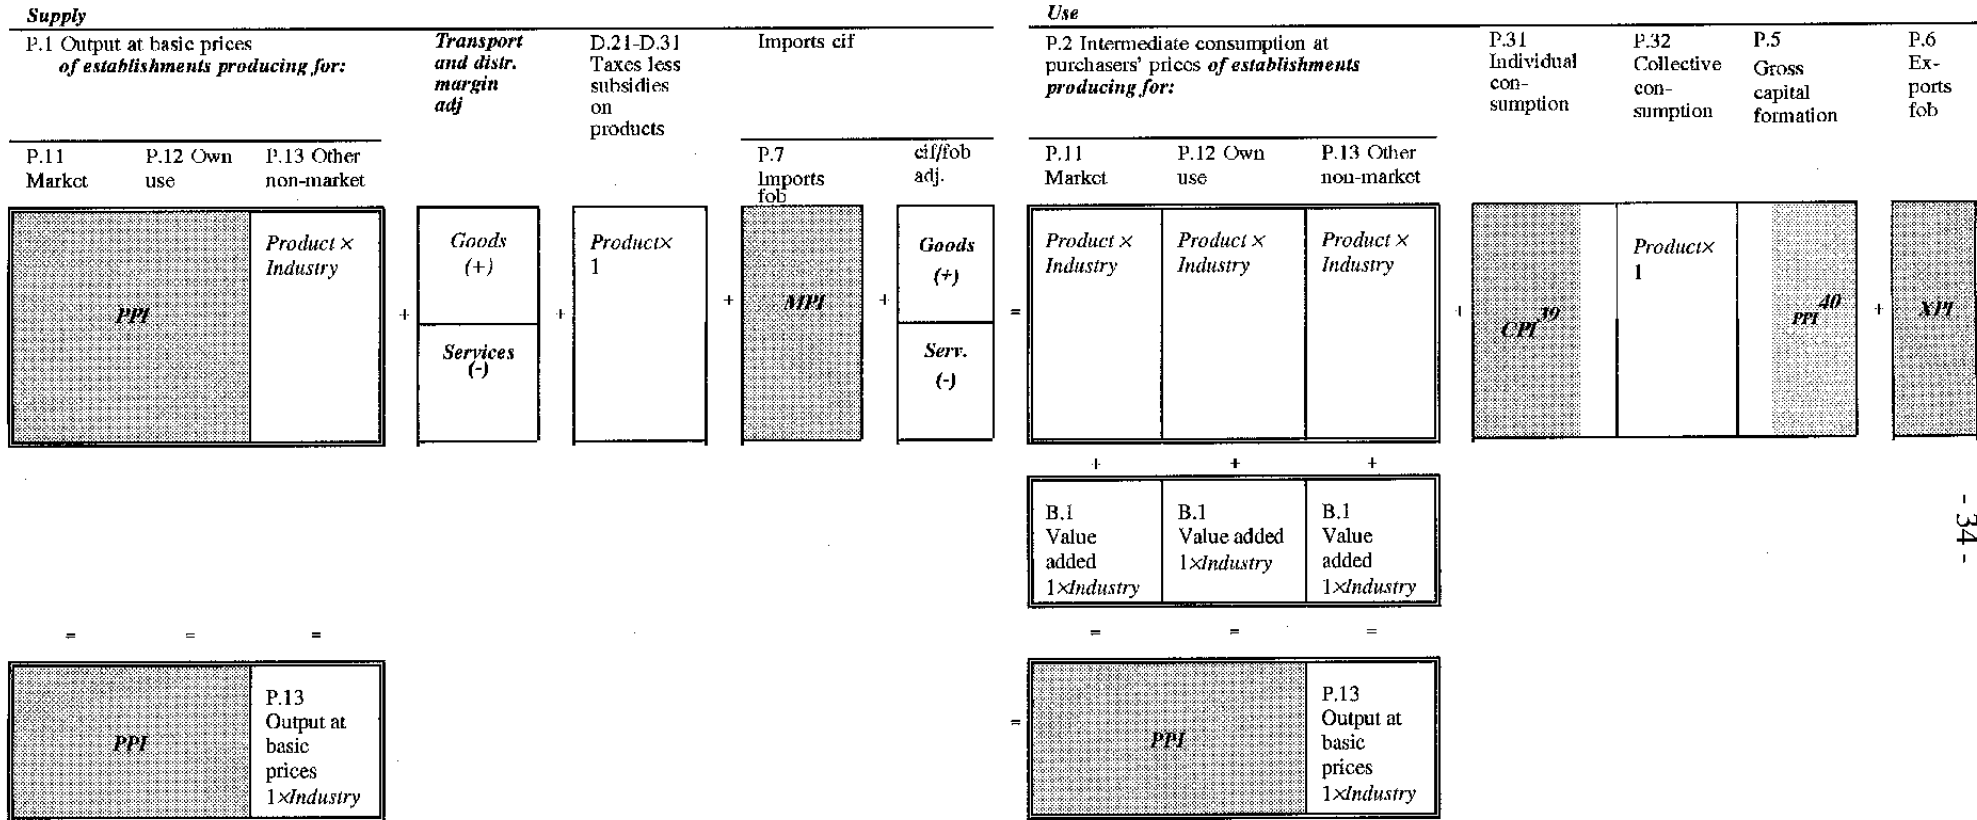 Supply
P.1 Output at basic prices
of establishments producing for:
Transport
and distr.
margin
adj
D.21-D.31
Taxes less
subsidies
on
products
Imports cif
P.11
Market
P.12 Own
use
P.13 Other
non-market
P.7
Imports
fob
cif/fob
adj.
PPI
Product ×
Industry
+
Goods
(+)
Services
(-)
+
Product×
1
+
MPI
+
Goods
(+)
Serv.
(-)
=
= = =
PPI
P.13
Output at
basic
prices
1×Industry
Use
P.2 Intermediate consumption at
purchasers' prices of establishments
producing for:
P.31
Individual
con-
sumption
P.32
Collective
con-
sumption
P.5
Gross
capital
formation
P.6
Ex-
ports
fob
P.11
Market
P.12 Own
use
P.13 Other
non-market
Product ×
Industry
Product ×
Industry
Product ×
Industry
+
CPI39
Product×
1
PPI40
+
XPI
+ + +
B.1
Value
added
1×Industry
B.1
Value added
1×Industry
B.1
Value
added
1×Industry
= = =
=
PPI
P.13
Output at
basic
prices
1×Industry
- 34 -